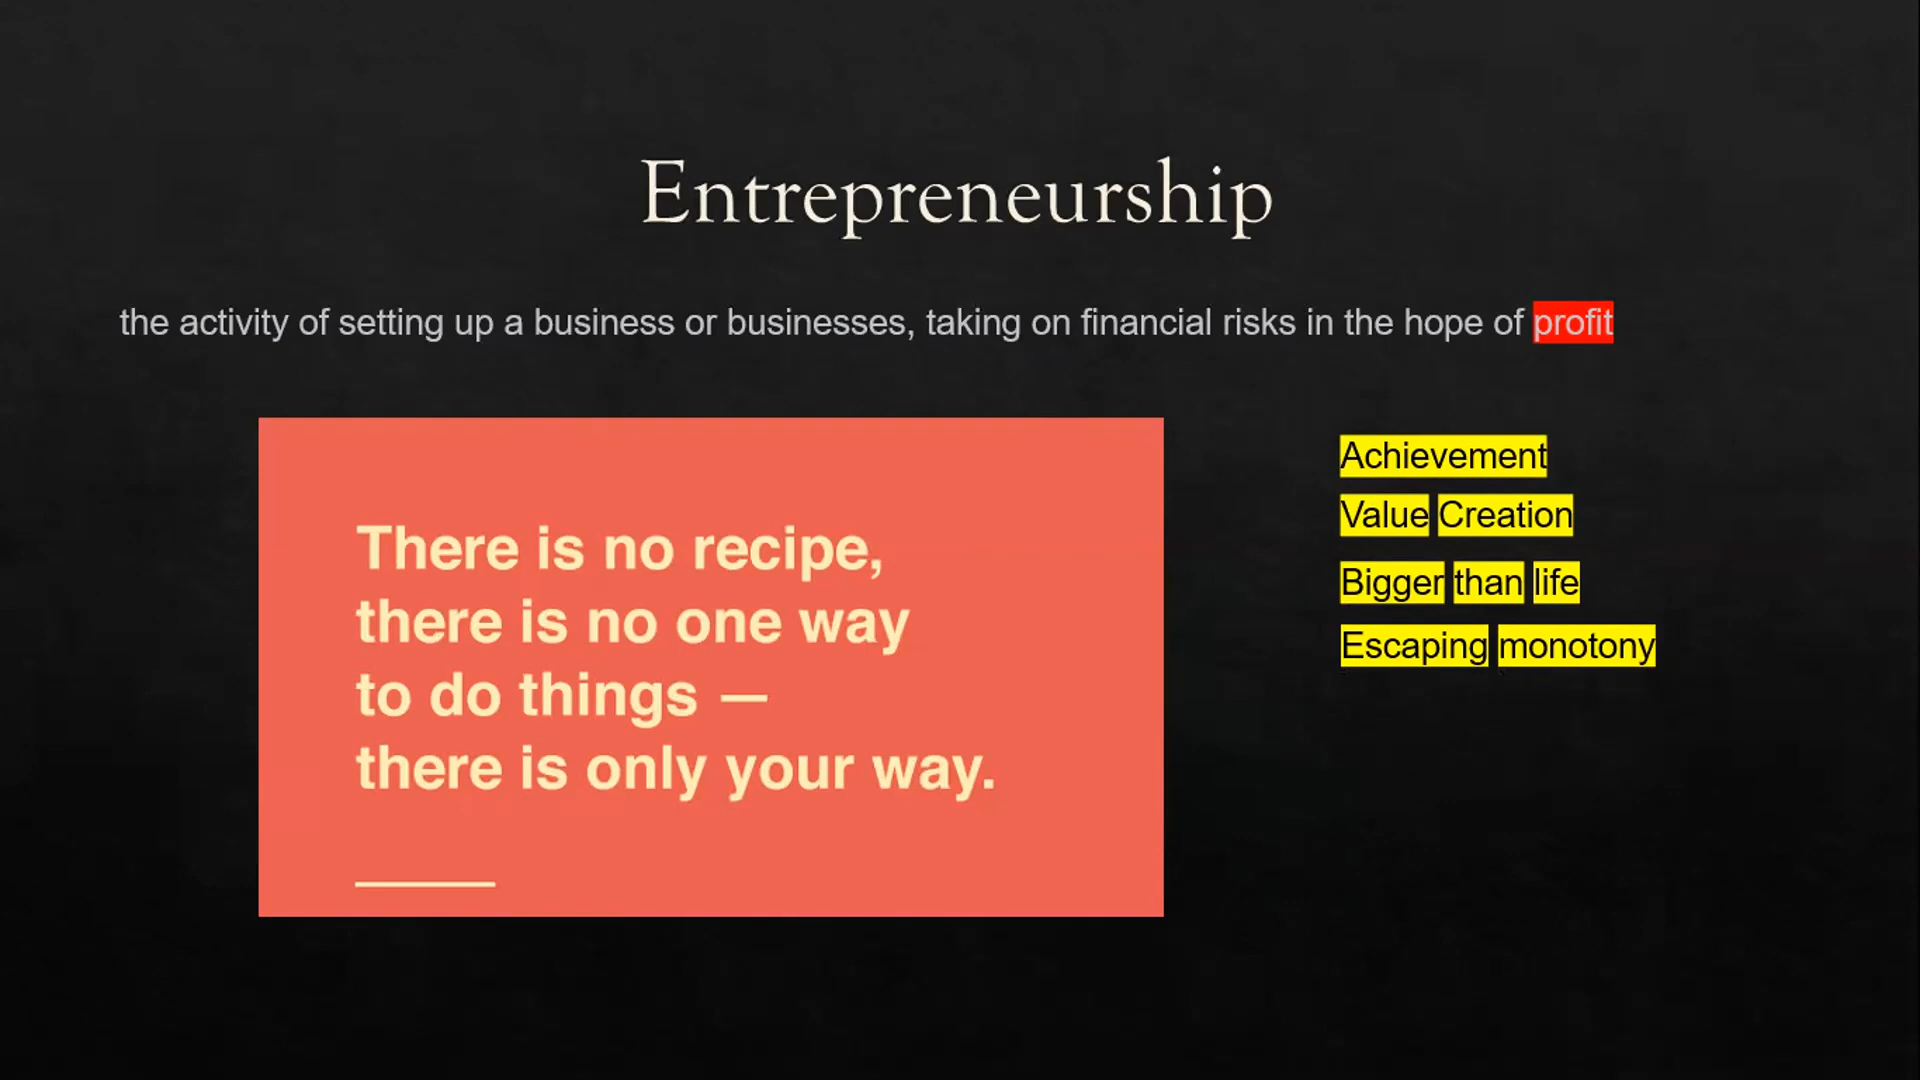 Entrepreneurship
the activity of setting up a business or businesses, taking on financial risks in the hope of profit
There is no recipe,
there is no one way
to do things —
there is only your way.
Achievement
Value Creation
Bigger than life
Escaping monotony